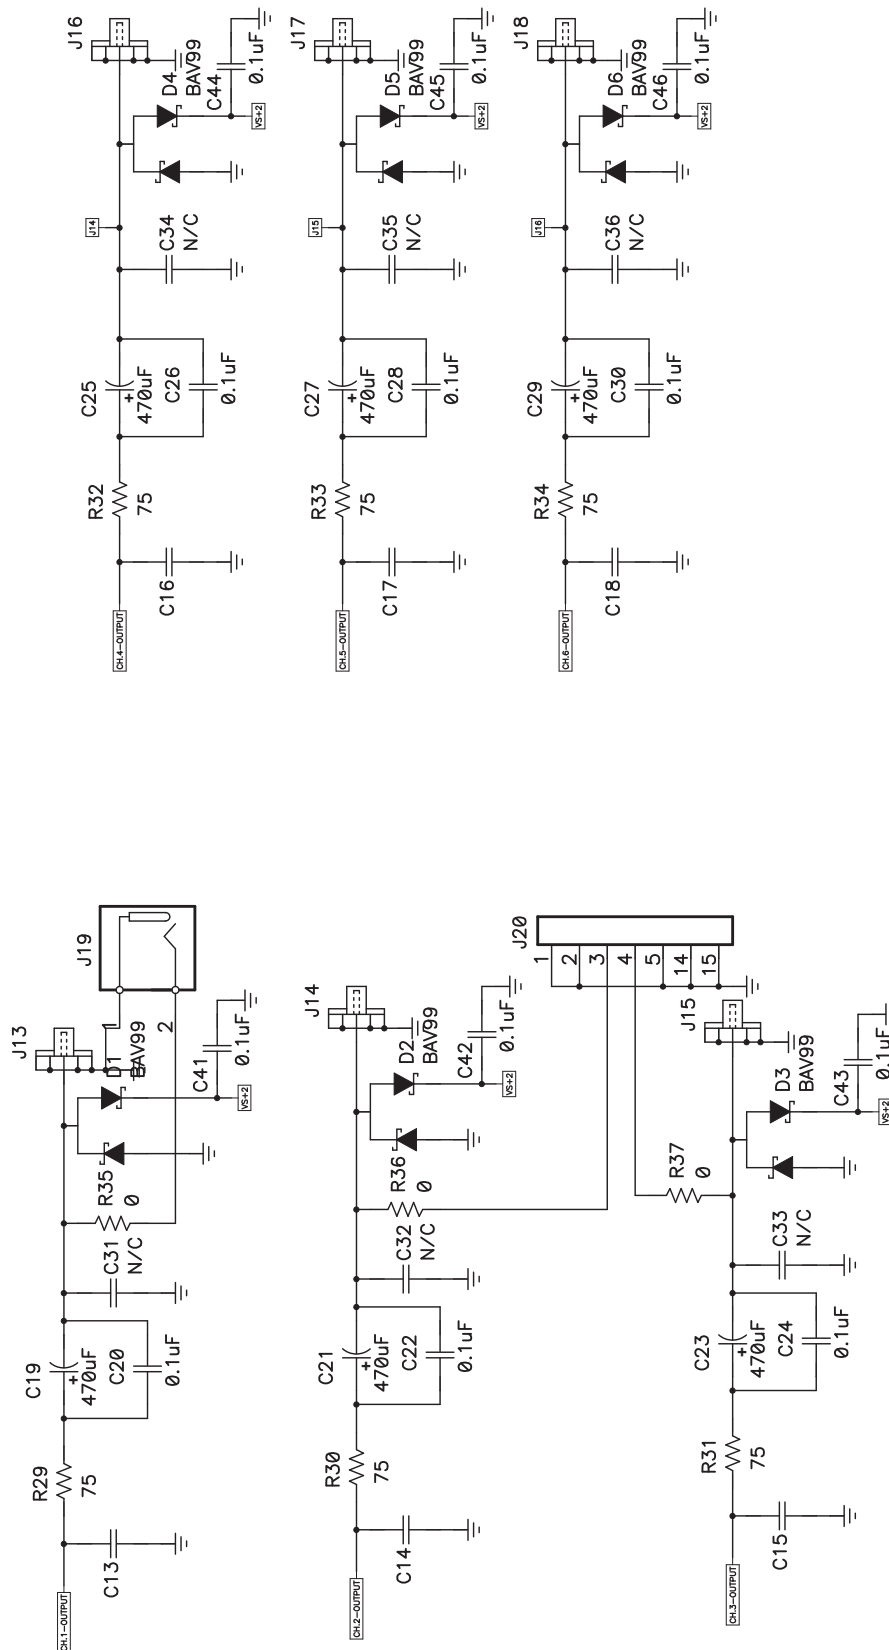 J16
D4
BAV99
C44
0.1uF
VS+2
J14
C34
N/C
C25
+
470uF
C26
0.1uF
R32
75
C16
CH.4-OUTPUT
J17
D5
BAV99
C45
0.1uF
VS+2
J15
C35
N/C
C27
+
470uF
C28
0.1uF
R33
75
C17
CH.5-OUTPUT
J18
D6
BAV99
C46
0.1uF
VS+2
J16
C36
N/C
C29
+
470uF
C30
0.1uF
R34
75
C18
CH.6-OUTPUT
J19
1
2
J13
D1
BAV99
C41
0.1uF
VS+2
R35
0
C31
N/C
C19
+
470uF
C20
0.1uF
R29
75
C13
CH.1-OUTPUT
J14
D2
BAV99
C42
0.1uF
VS+2
R36
0
C32
N/C
C21
+
470uF
C22
0.1uF
R30
75
C14
CH.2-OUTPUT
J20
1
2
3
4
5
14
15
J15
D3
BAV99
C43
0.1uF
VS+2
R37
0
C33
N/C
C23
+
470uF
C24
0.1uF
R31
75
C15
CH.3-OUTPUT